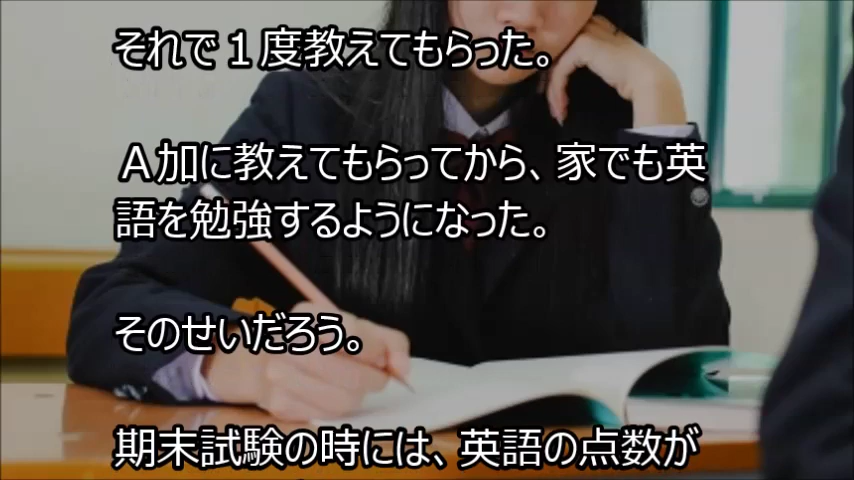 それで１度教えてもらった。
Ａ加に教えてもらってから、家でも英
語を勉強するようになった。
そのせいだろう。
期末試験の時には、英語の点数が